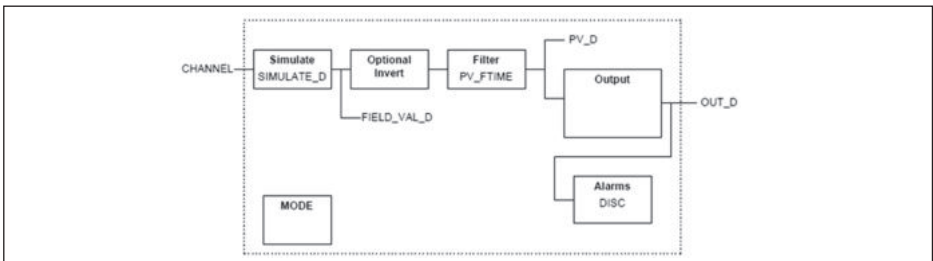 CHANNEL
Simulate
SIMULATE_D
Optional
Invert
Filter
PV_FTIME
PV_D
Output
OUT_D
FIELD_VAL_D
Alarms
DISC
MODE